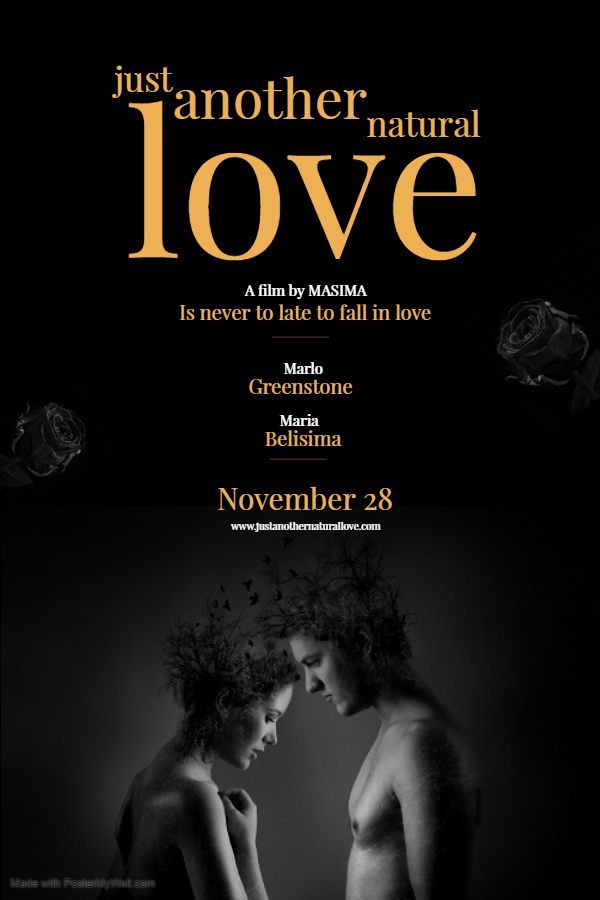 just another natural
love
A film by MASIMA
Is never to late to fall in love
Marlo
Greenstone
Maria
Belisima
November 28
www.justanothernaturallove.com
Made with PosterMyWall.com